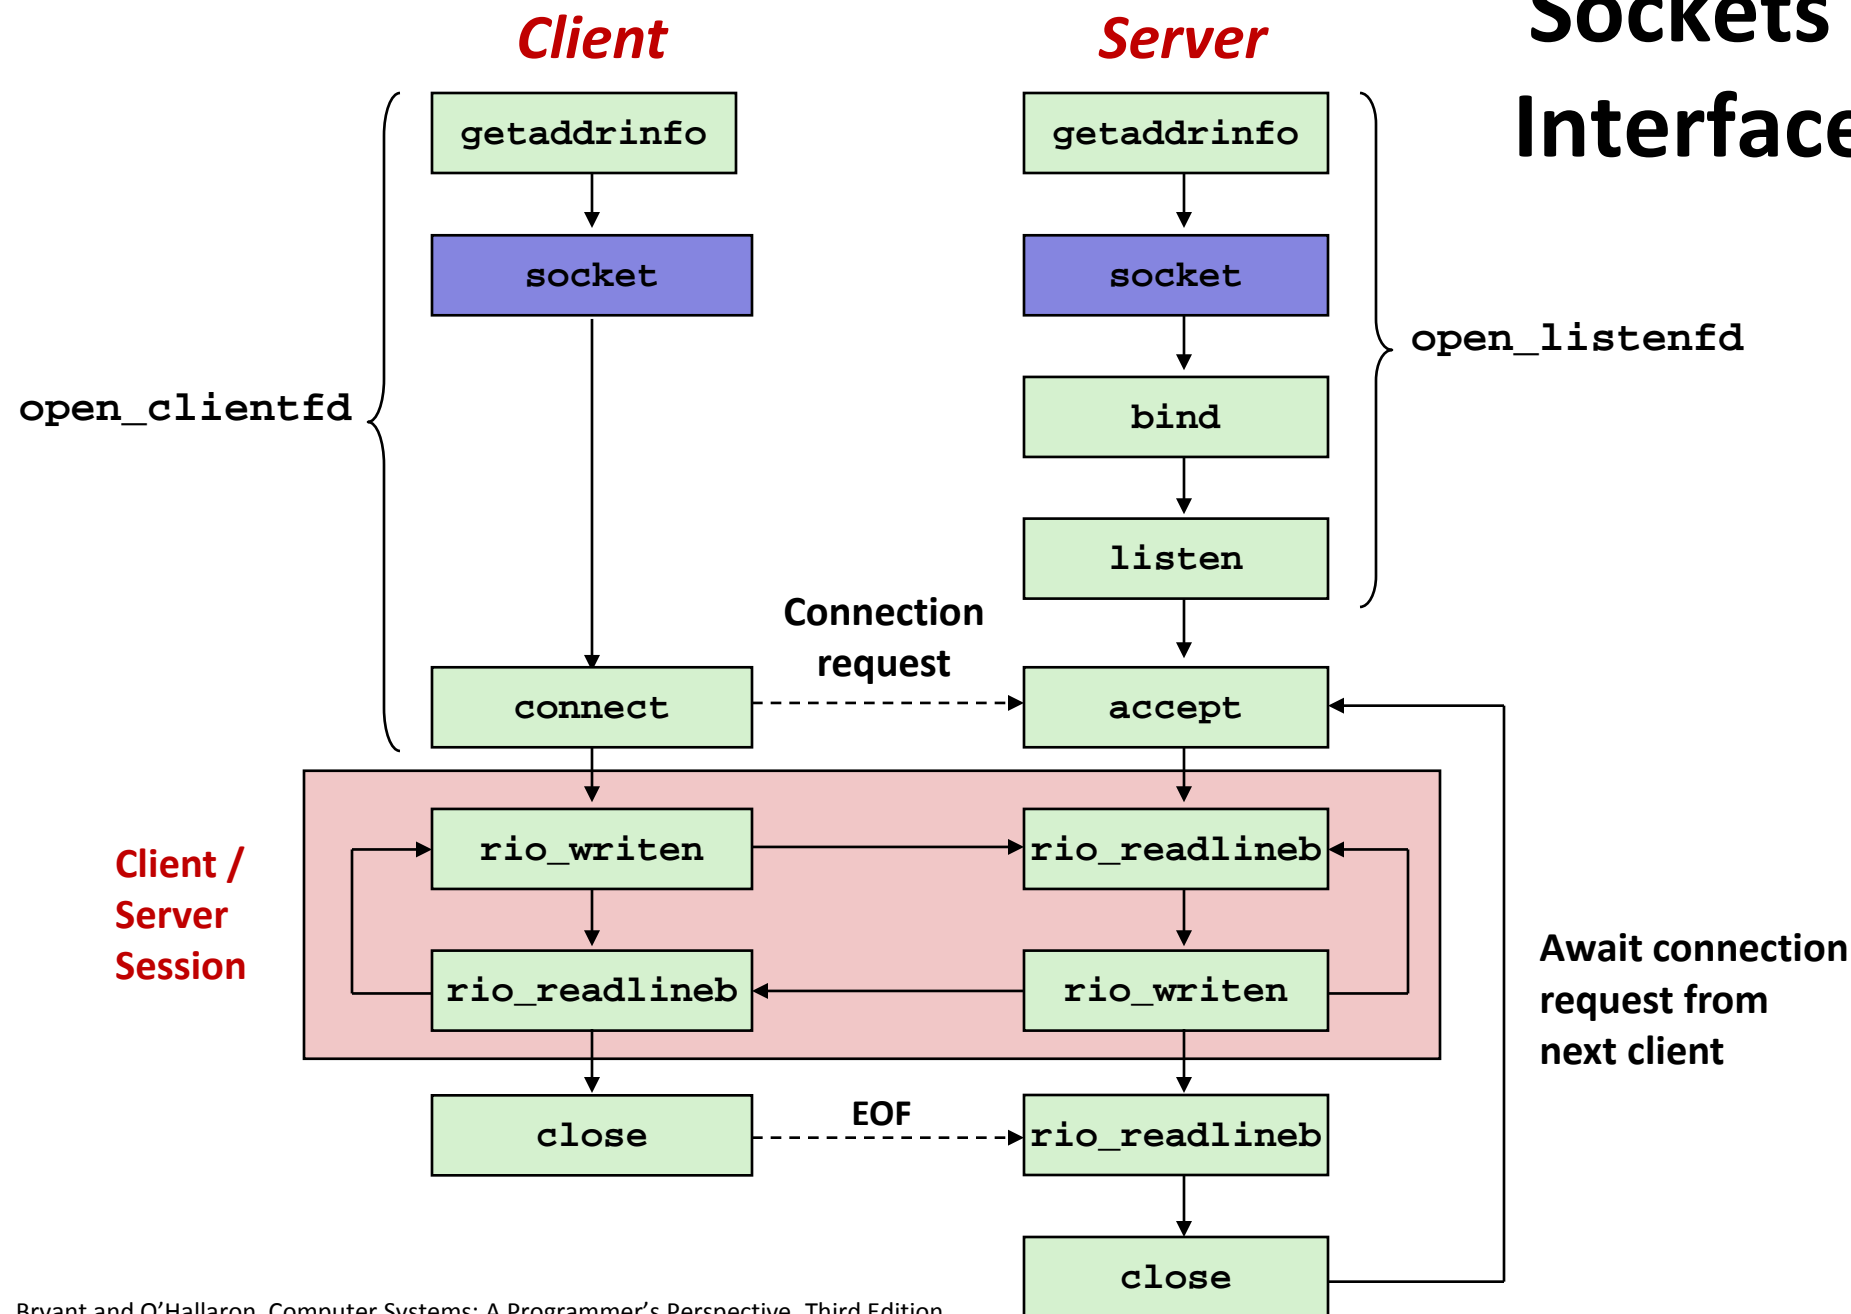 Sockets
Interface
Client
Server
getaddrinfo
getaddrinfo
socket
socket
open_listenfd
open_clientfd
bind
listen
Connection
request
connect
accept
Client /
Server
Session
rio_writen
rio_readlineb
rio_readlineb
rio_writen
Await connection
request from
next client
close
EOF
rio_readlineb
close
Bryant and O'Hallaron, Computer Systems: A Programmer's Perspective, Third Edition